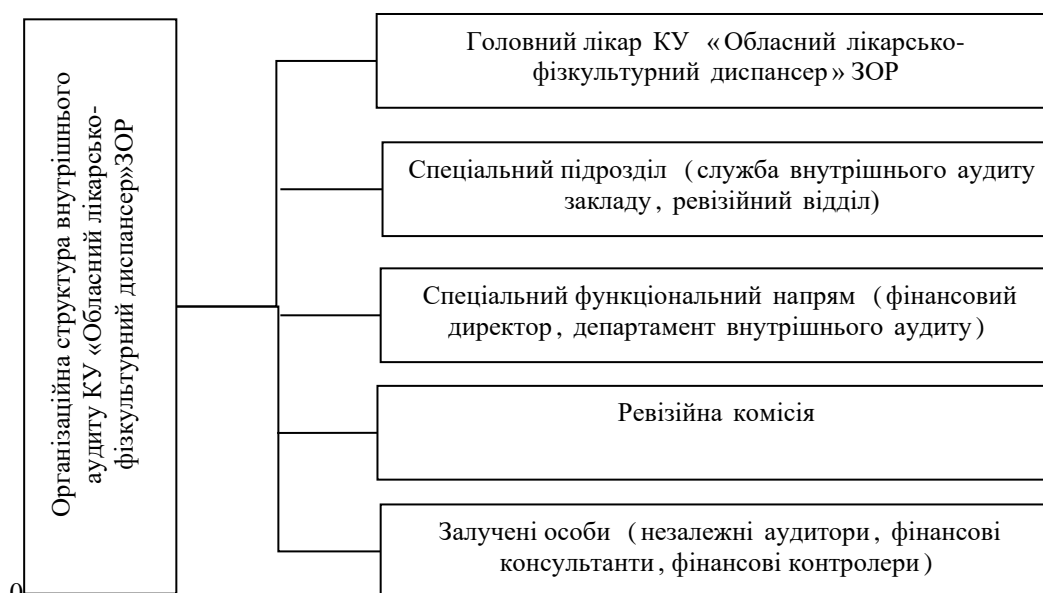 Організаційна структура внутрішнього
аудиту КУ «Обласний лікарсько-
фізкультурний диспансер»ЗОР
Головний лікар КУ «Обласний лікарсько-
фізкультурний диспансер» ЗОР
Спеціальний підрозділ (служба внутрішнього аудиту
закладу, ревізійний відділ)
Спеціальний функціональний напрям (фінансовий
директор, департамент внутрішнього аудиту)
Ревізійна комісія
Залучені особи (незалежні аудитори, фінансові
консультанти, фінансові контролери)
0